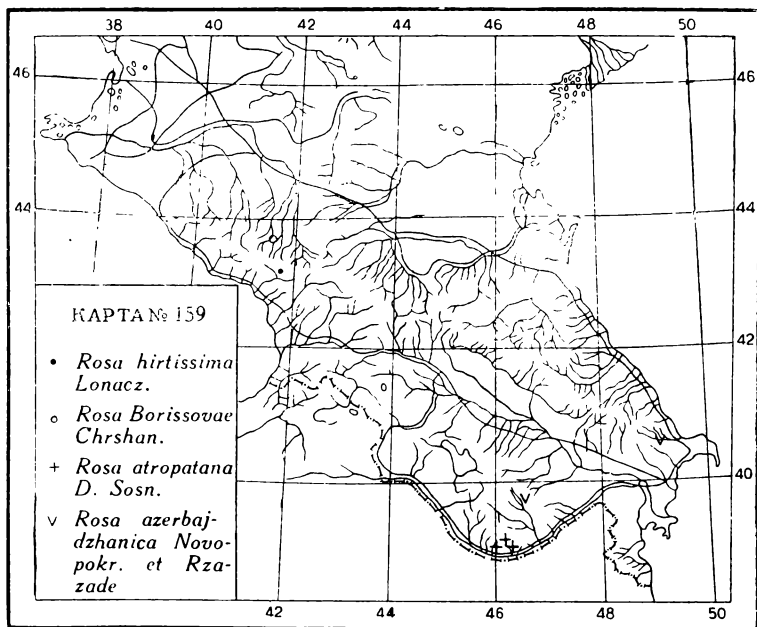 38 40 42 44 46 48 50
46 46
44 44
КАРТА № 159
• Rosa hirtissima
Lonacz.
○ Rosa Borissovae
Chrshan.
+ Rosa atropatana
D. Sosn.
v Rosa azerbaj-
dzhanica Novo-
pokr. et Rza-
zade
42
40
42 44 46 48 50